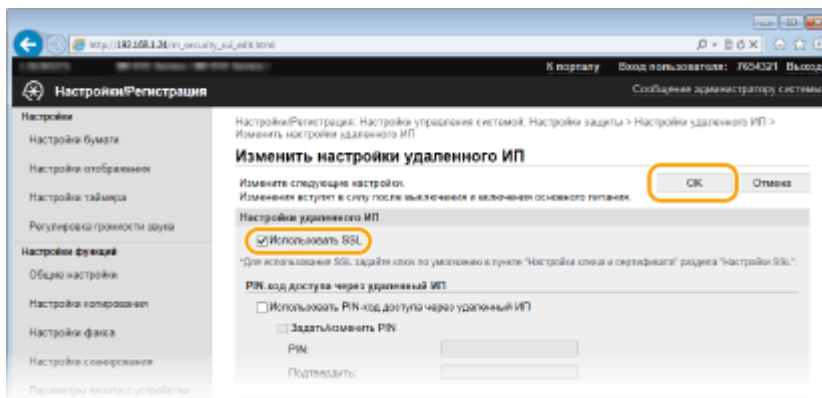 http://192.168.1.24/m_security_rui_edit.html
К порталу Вход пользователя: 7654321 Выход
Настройки/Регистрация
Сообщение администратору системы
Настройки
Настройки бумаги
Настройки отображения
Настройки таймера
Регулировка громкости звука
Настройки функций
Общие настройки
Настройки копирования
Настройки факса
Настройки сканирования
Параметры печати с устройства
Настройки/Регистрация: Настройки управления системой: Настройки защиты > Настройки удаленного ИП >
Изменить настройки удаленного ИП
Изменить настройки удаленного ИП
Измените следующие настройки.
Изменения вступят в силу после выключения и включения основного питания.
OK Отмена
Настройки удаленного ИП
Использовать SSL
*Для использования SSL задайте ключ по умолчанию в пункте "Настройки ключа и сертификата" раздела "Настройки SSL".
PIN-код доступа через удаленный ИП
Использовать PIN-код доступа через удаленный ИП
Задать/изменить PIN
PIN:
Подтвердить: